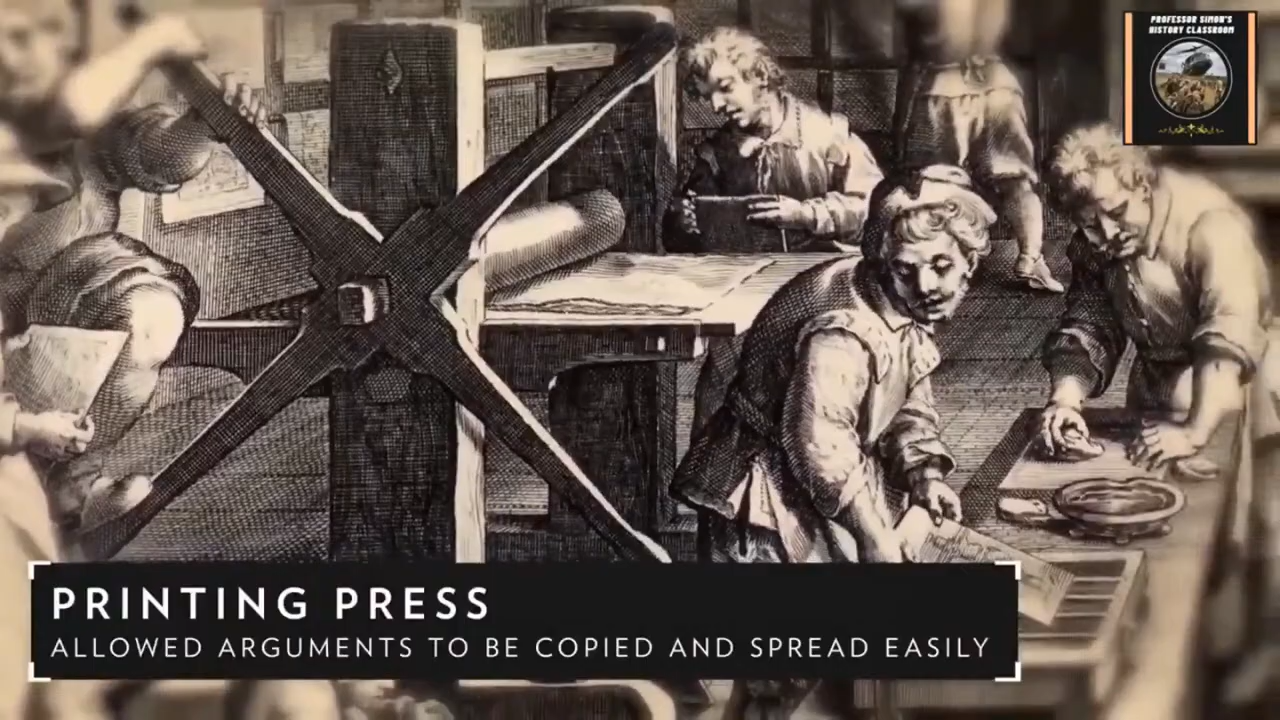 PROFESSOR SIMON'S
HISTORY CLASSROOM
PRINTING PRESS
ALLOWED ARGUMENTS TO BE COPIED AND SPREAD EASILY